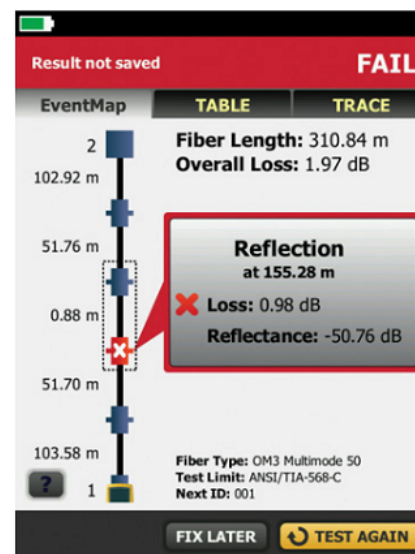 Result not saved
FAIL
EventMap
TABLE
TRACE
2
Fiber Length: 310.84 m
Overall Loss: 1.97 dB
102.92 m
51.76 m
Reflection
at 155.28 m
Loss: 0.98 dB
0.88 m
Reflectance: -50.76 dB
51.70 m
103.58 m
Fiber Type: OM3 Multimode 50
Test Limit: ANSI/TIA-568-C
Next ID: 001
?
1
FIX LATER
TEST AGAIN